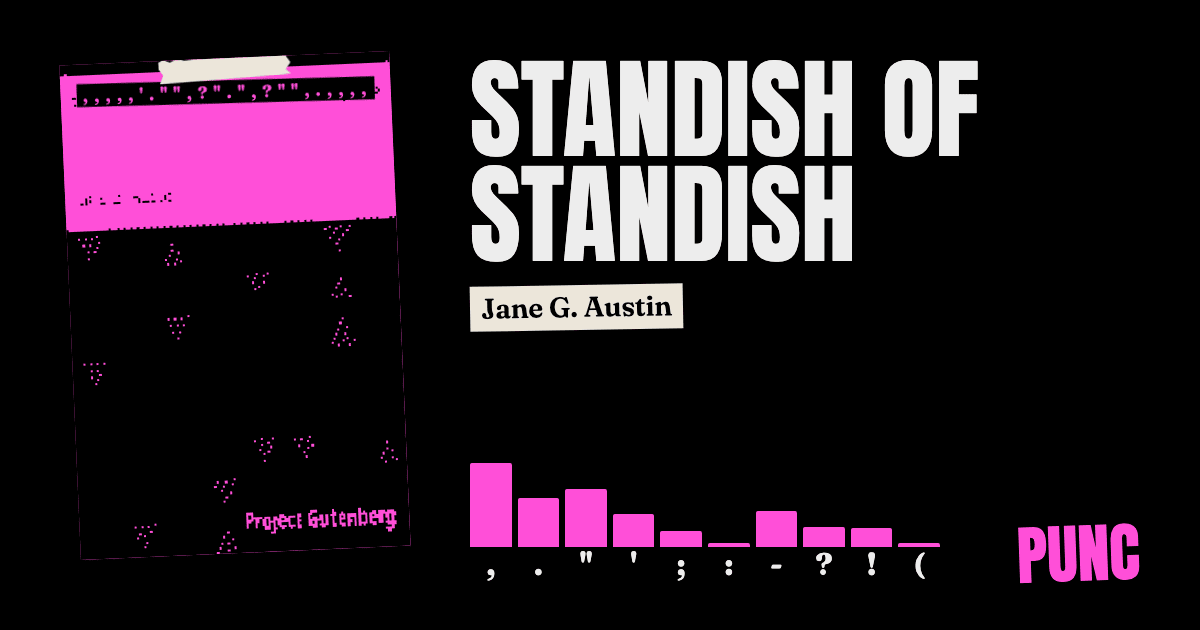 ,,,,,'.'"",?".",?"",.,,,,
STANDISH OF
STANDISH
Jane G. Austin
Project Gutenberg
, . " ' ; : - ? ! (
PUNC